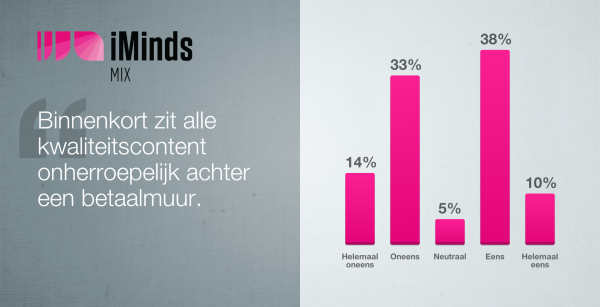 iMinds
MIX
Binnenkort zit alle
kwaliteitscontent
onherroepelijk achter
een betaalmuur.
14%
33%
5%
38%
10%
Helemaal
oneens
Oneens
Neutraal
Eens
Helemaal
eens